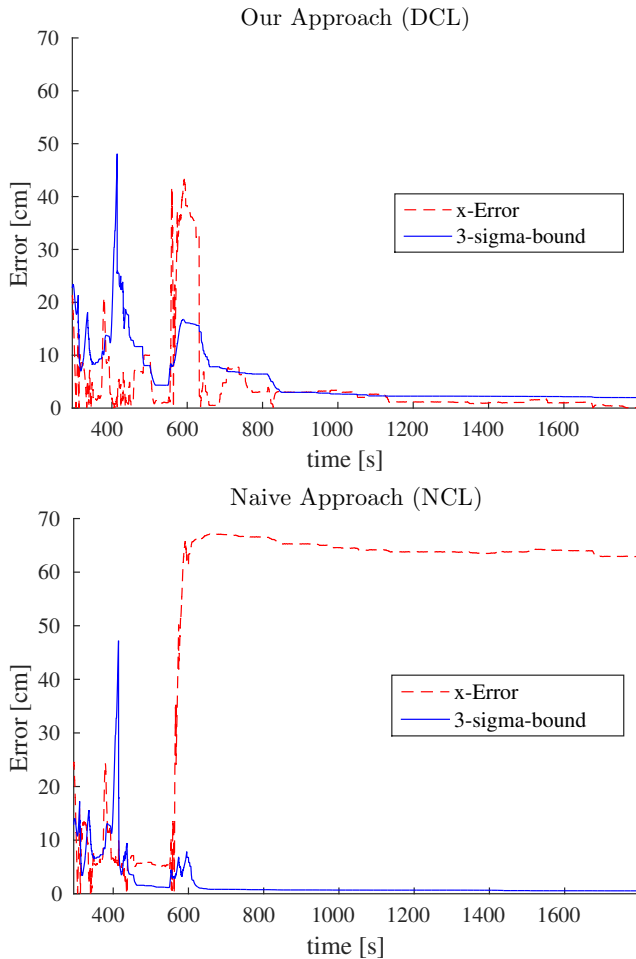 Our Approach (DCL)
70
60
50
40
30
20
10
0
Error [cm]
x-Error
3-sigma-bound
400 600 800 1000 1200 1400 1600
time [s]
Naive Approach (NCL)
70
60
50
40
30
20
10
0
Error [cm]
x-Error
3-sigma-bound
400 600 800 1000 1200 1400 1600
time [s]